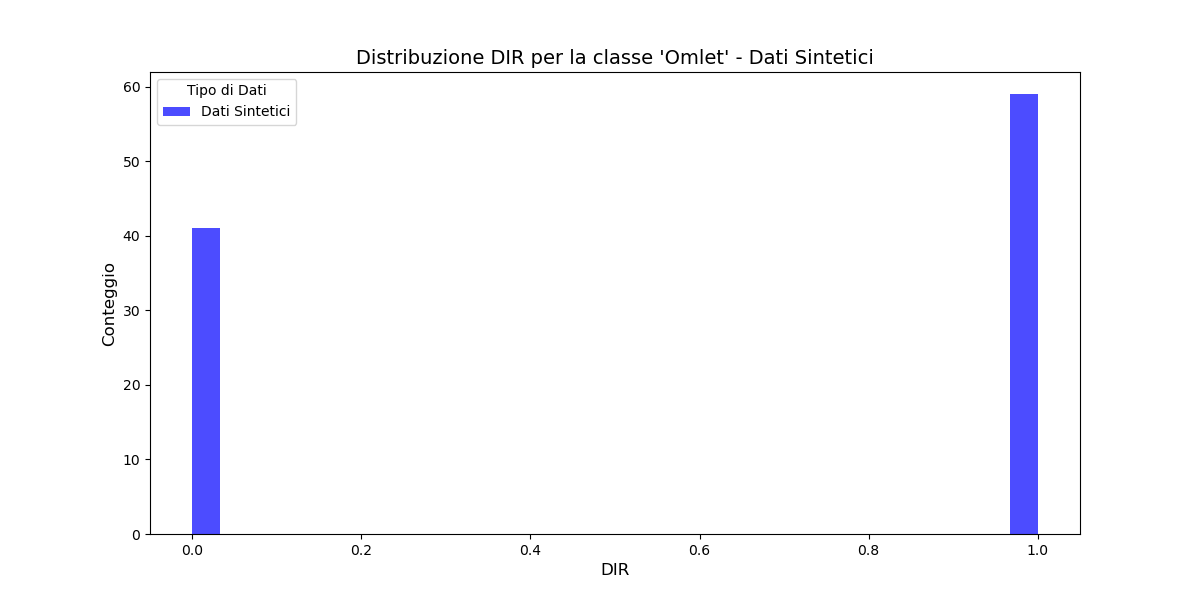 Distribuzione DIR per la classe 'Omlet' - Dati Sintetici
Tipo di Dati
Dati Sintetici
Conteggio
60
50
40
30
20
10
0
0.0 0.2 0.4 0.6 0.8 1.0
DIR